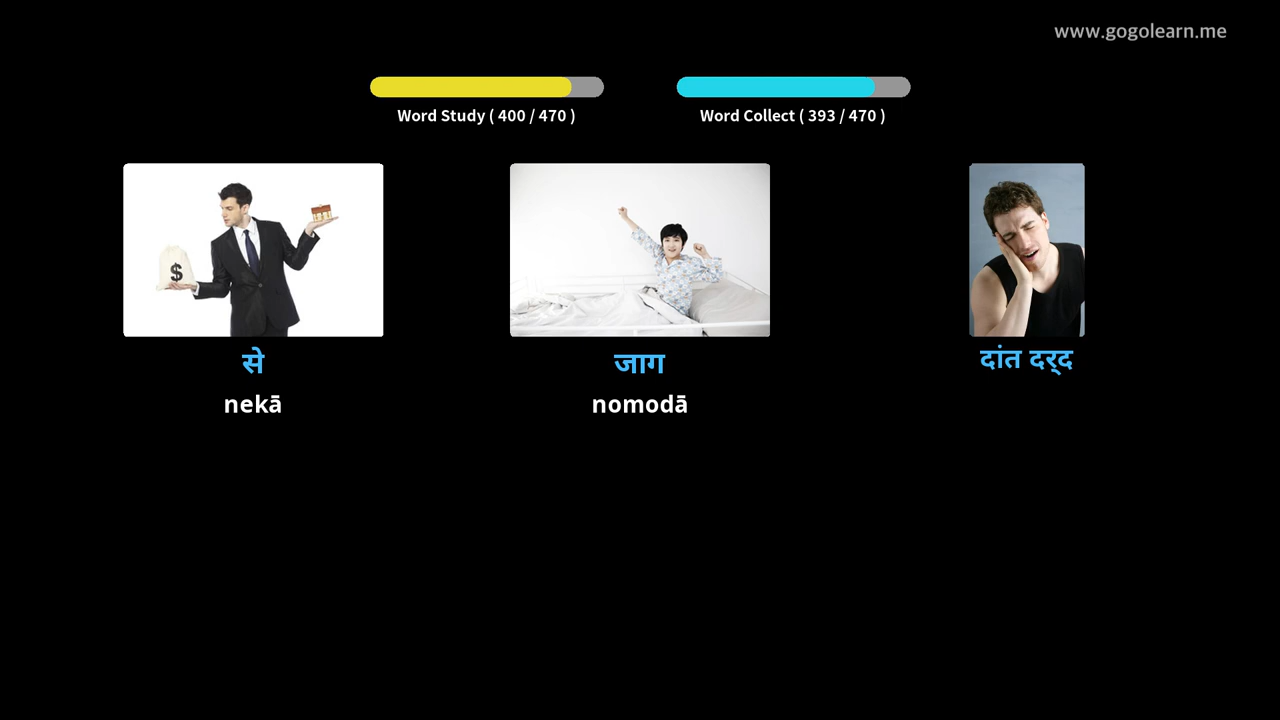 www.gogolearn.me
Word Study ( 400 / 470 )
Word Collect ( 393 / 470 )
$
से
nekā
जाग
nomodā
दांत दर्‌द